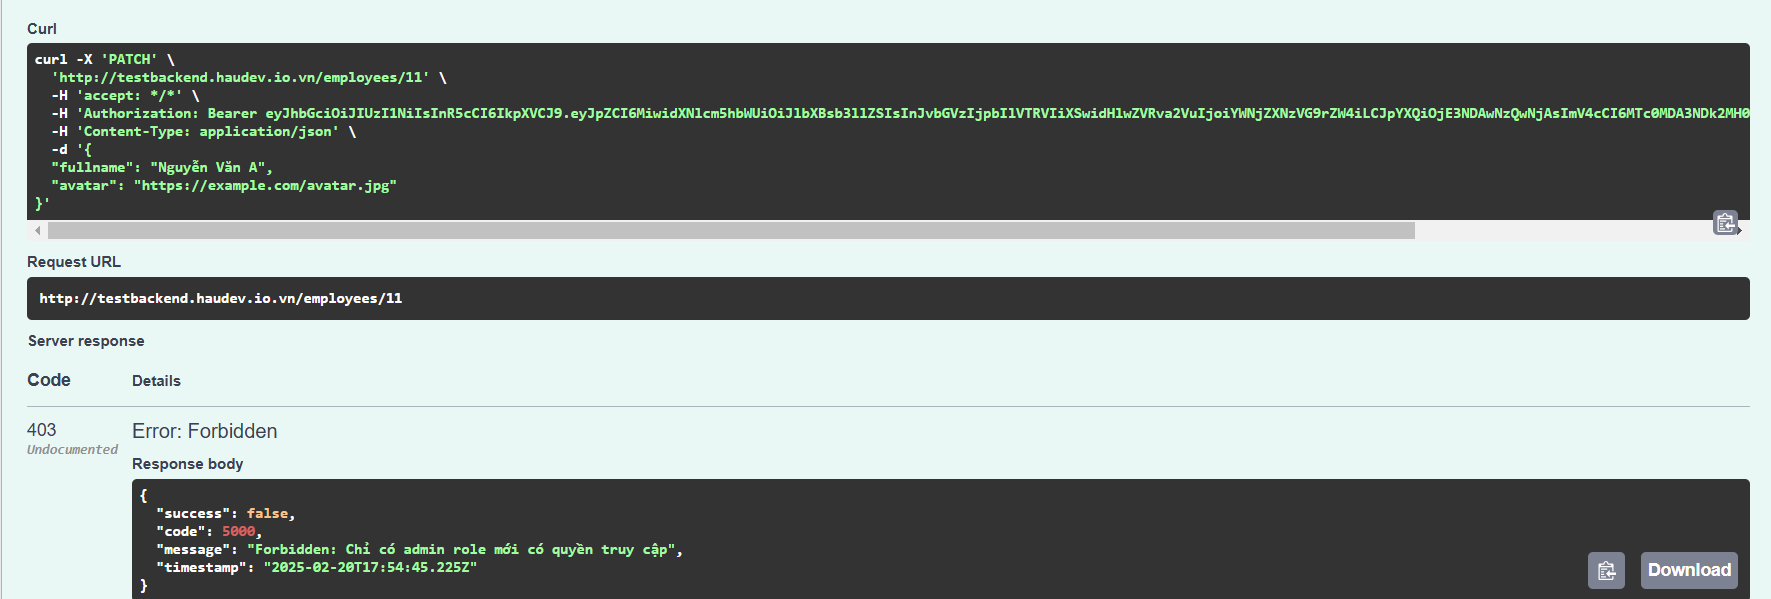 Curl
curl -X 'PATCH' \
'http://testbackend.haudev.io.vn/employees/11' \
-H 'accept: */*' \
-H 'Authorization: Bearer eyJhbGciOiJIUzI1NiIsInR5cCI6IkpXVCJ9.eyJpZCI6MiwidXNlcm5hbWUiOiJlbXBsb3llZSIsInJvbGVzIjpbIlVTRVIiXSwidHlwZVRva2VuIjoiYWNjZXNzVG9rZW4iLCJpYXQiOjE3NDAwNzQwNjAsImV4cCI6MTc0MDA3NDk2MH0
-H 'Content-Type: application/json' \
-d '{
"fullname": "Nguyễn Văn A",
"avatar": "https://example.com/avatar.jpg"
}'
Request URL
http://testbackend.haudev.io.vn/employees/11
Server response
Code Details
403 Error: Forbidden
Undocumented
Response body
{
"success": false,
"code": 5000,
"message": "Forbidden: Chỉ có admin role mới có quyền truy cập",
"timestamp": "2025-02-20T17:54:45.225Z"
}
Download